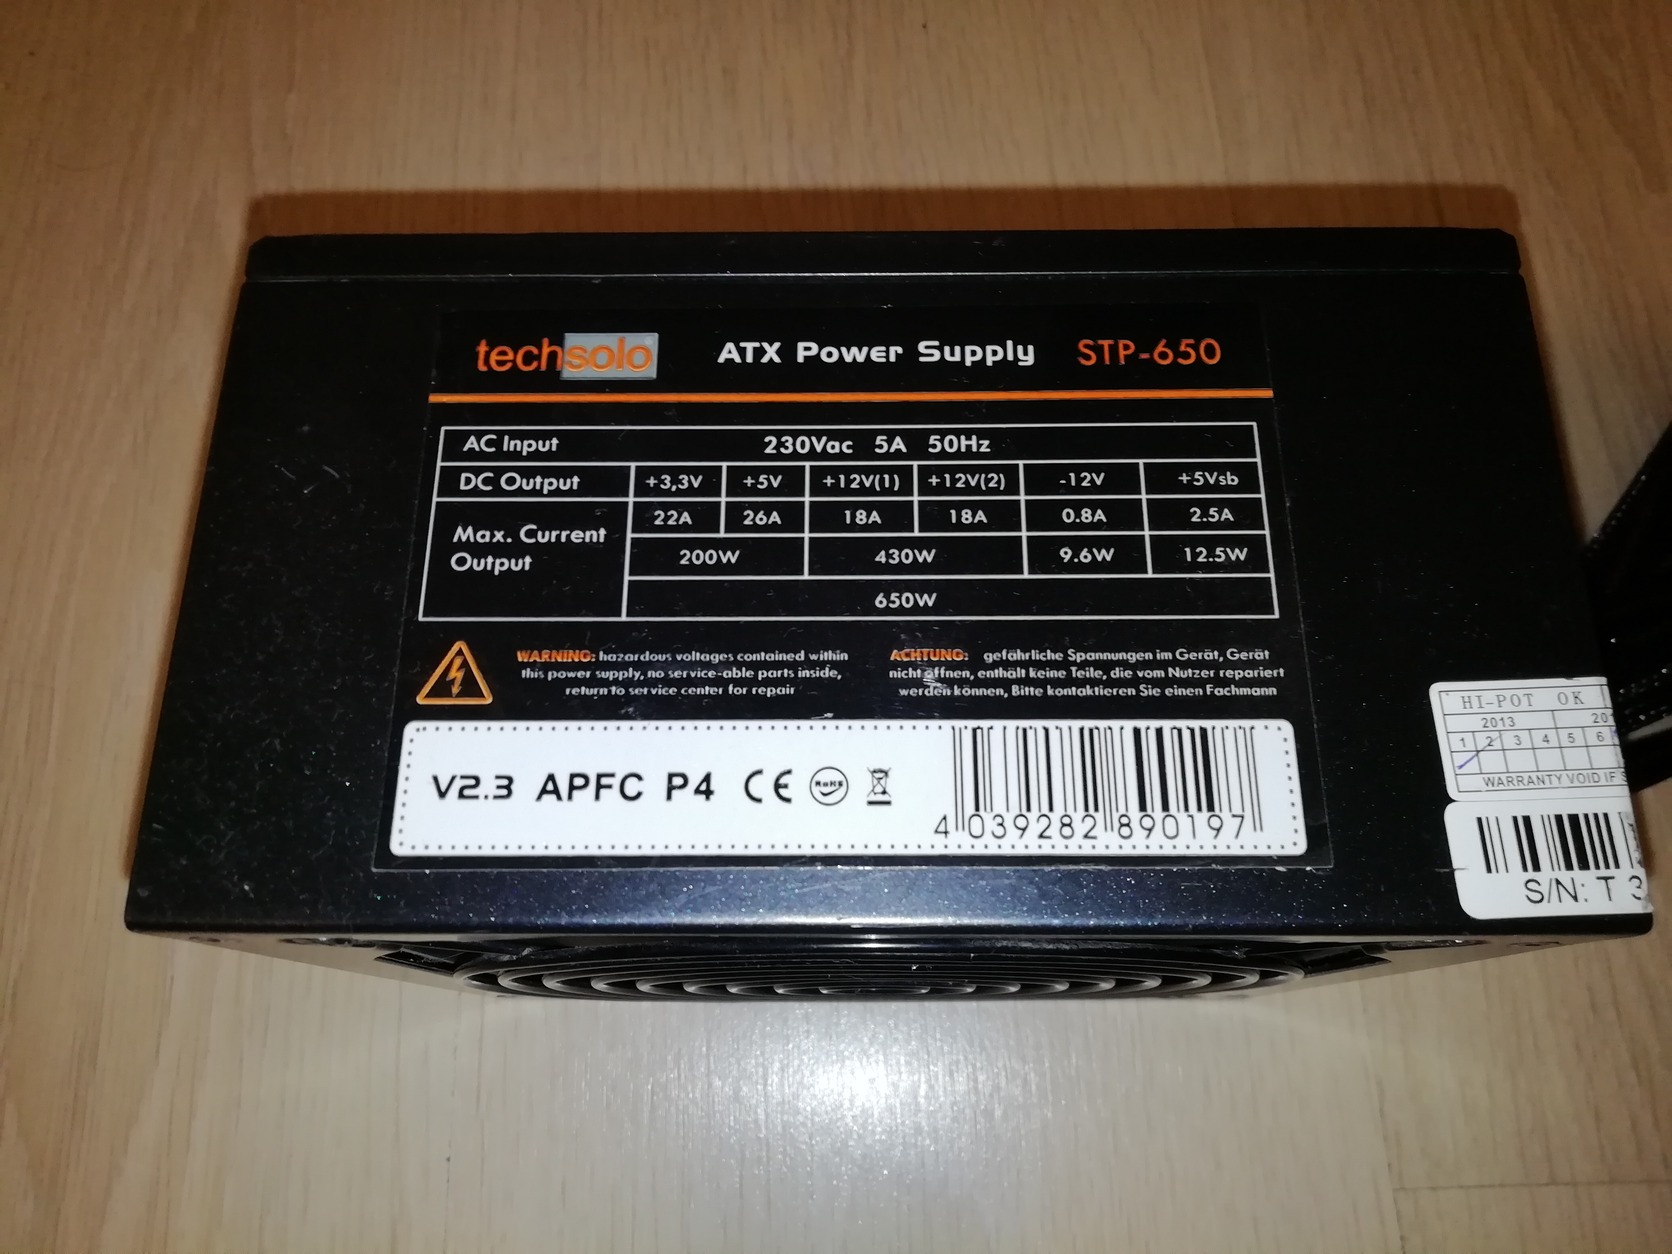 techsolo ATX Power Supply STP-650
AC Input 230Vac 5A 50Hz
DC Output +3,3V +5V +12V(1) +12V(2) -12V +5Vsb
Max. Current Output 22A 26A 18A 18A 0.8A 2.5A
200W 430W 9.6W 12.5W
650W
WARNING: hazardous voltages contained within
this power supply, no service-able parts inside,
return to service center for repair
ACHTUNG: gefährliche Spannungen im Gerät, Gerät
nicht öffnen, enthält keine Teile, die vom Nutzer repariert
werden können, Bitte kontaktieren Sie einen Fachmann
V2.3 APFC P4 CE RoHS
4 039282 890197
HI-POT OK
2013 201
1 2 3 4 5 6
WARRANTY VOID IF S
S/N: T 3